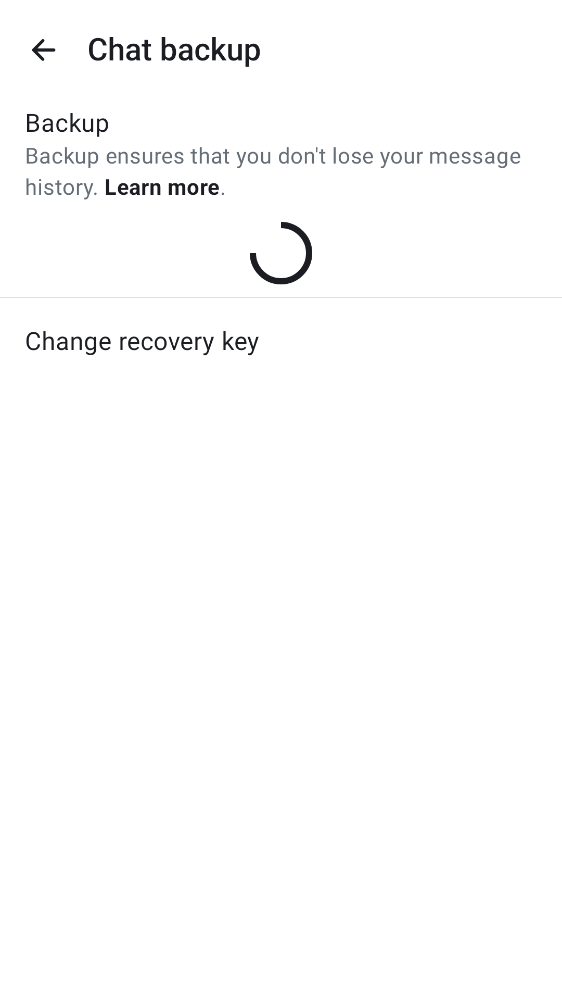 Chat backup
Backup
Backup ensures that you don't lose your message
history. Learn more.
Change recovery key